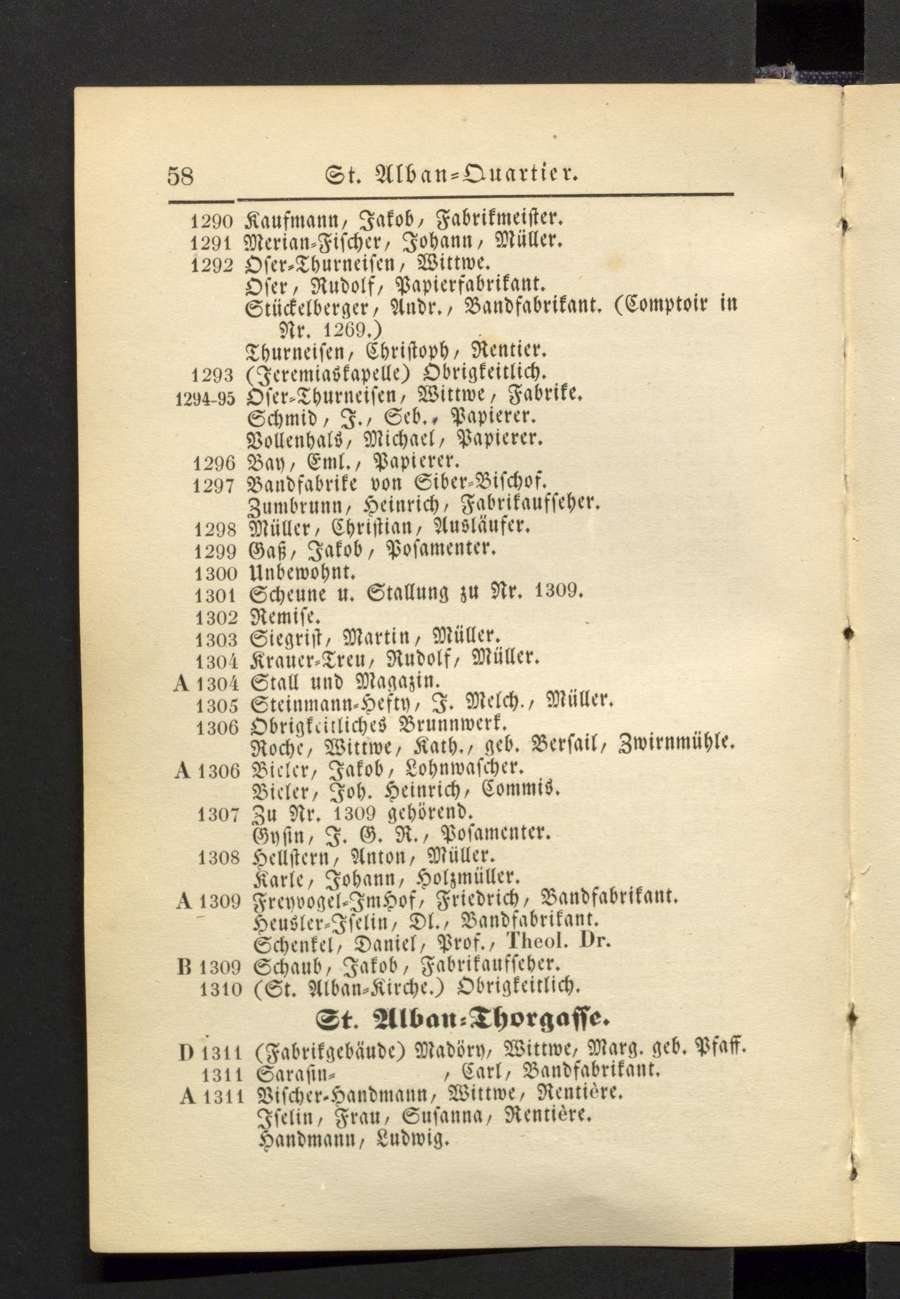 58 St. Alban-Quartier.
1290 Kaufmann, Jakob, Fabrikmeister.
1291 Merian-Fischer, Johann, Müller.
1292 Oser-Thurneisen, Wittwe.
Oser, Rudolf, Papierfabrikant.
Stückelberger, Andr., Bandfabrikant. (Comptoir in
Nr. 1269.)
Thurneisen, Christoph, Rentier.
1293 (Jeremiaskapelle) Obrigkeitlich.
1294-95 Oser-Thurneisen, Wittwe, Fabrike.
Schmid, J., Seb., Papierer.
Vollenhals, Michael, Papierer.
1296 Bay, Eml., Papierer.
1297 Bandfabrike von Siber-Bischof.
Zumbrunn, Heinrich, Fabrikaufseher.
1298 Müller, Christian, Ausläufer.
1299 Gaß, Jakob, Posamenter.
1300 Unbewohnt.
1301 Scheune u. Stallung zu Nr. 1309.
1302 Remise.
1303 Siegrist, Martin, Müller.
1304 Krauer-Treu, Rudolf, Müller.
A 1304 Stall und Magazin.
1305 Steinmann-Hefty, J. Melch., Müller.
1306 Obrigkeitliches Brunnwerk.
Roche, Wittwe, Kath., geb. Versail, Zwirnmühle.
A 1306 Bieler, Jakob, Lohnwascher.
Bieler, Joh. Heinrich, Commis.
1307 Zu Nr. 1309 gehörend.
Gysin, J. G. R., Posamenter.
1308 Hellstern, Anton, Müller.
Karle, Johann, Holzmüller.
A 1309 Freyvogel-ImHof, Friedrich, Bandfabrikant.
Heusler-Iselin, Dl., Bandfabrikant.
Schenkel, Daniel, Prof., Theol. Dr.
B 1309 Schaub, Jakob, Fabrikaufseher.
1310 (St. Alban-Kirche.) Obrigkeitlich.
St. Alban-Thorgasse.
D 1311 (Fabrikgebäude) Madöry, Wittwe, Marg. geb. Pfaff.
1311 Sarasin- , Carl, Bandfabrikant.
A 1311 Vischer-Handmann, Wittwe, Rentière.
Iselin, Frau, Susanna, Rentière.
Handmann, Ludwig.